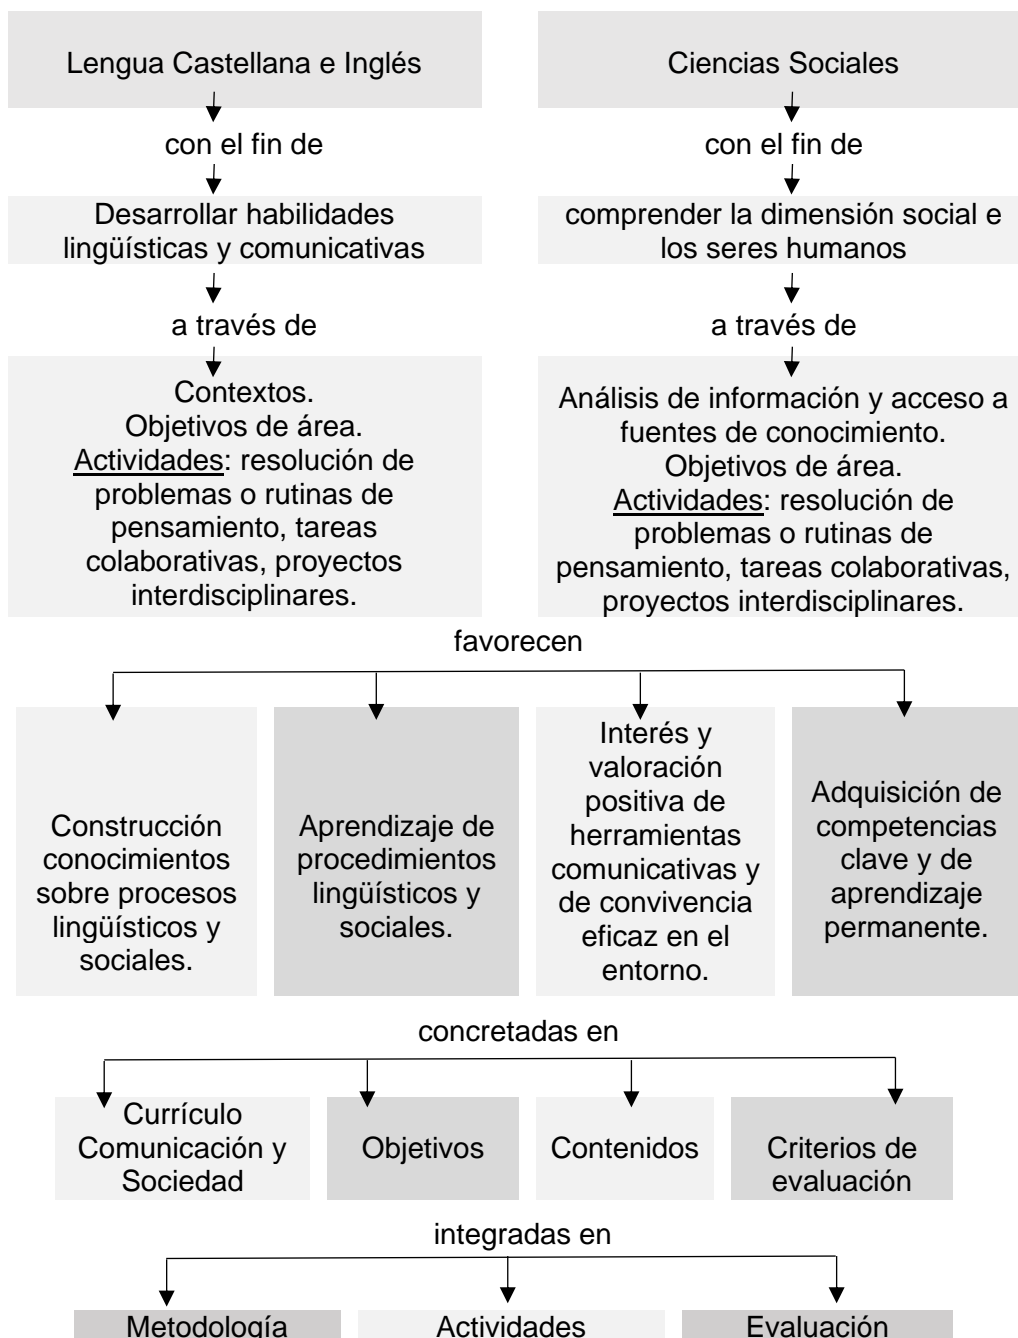 Lengua Castellana e Inglés
con el fin de
Desarrollar habilidades
lingüísticas y comunicativas
a través de
Contextos.
Objetivos de área.
Actividades: resolución de
problemas o rutinas de
pensamiento, tareas
colaborativas, proyectos
interdisciplinares.
Ciencias Sociales
con el fin de
comprender la dimensión social e
los seres humanos
a través de
Análisis de información y acceso a
fuentes de conocimiento.
Objetivos de área.
Actividades: resolución de
problemas o rutinas de
pensamiento, tareas colaborativas,
proyectos interdisciplinares.
favorecen
Construcción
conocimientos
sobre procesos
lingüísticos y
sociales.
Aprendizaje de
procedimientos
lingüísticos y
sociales.
Interés y
valoración
positiva de
herramientas
comunicativas y
de convivencia
eficaz en el
entorno.
Adquisición de
competencias
clave y de
aprendizaje
permanente.
concretadas en
Currículo
Comunicación y
Sociedad
Objetivos
Contenidos
Criterios de
evaluación
integradas en
Metodología
Actividades
Evaluación